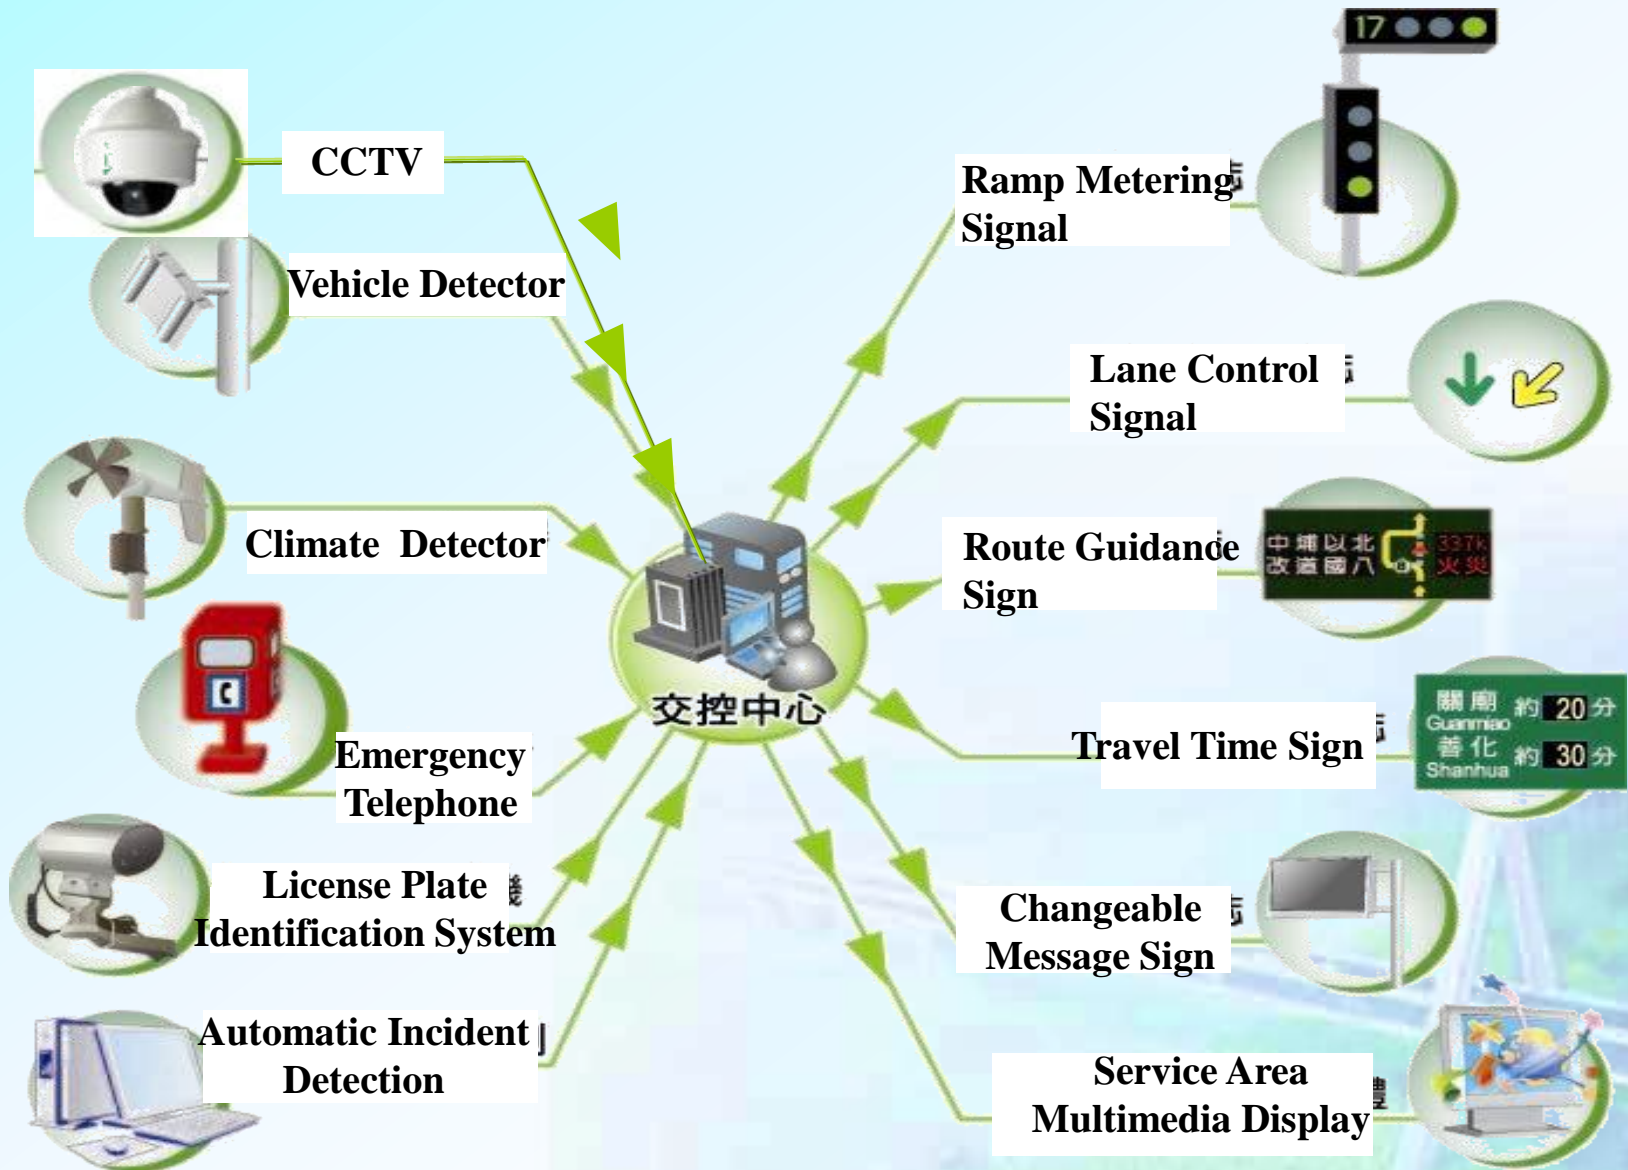 CCTV
Vehicle Detector
Climate Detector
Emergency
Telephone
License Plate
Identification System
Automatic Incident
Detection
交控中心
17
Ramp Metering
Signal
Lane Control
Signal
Route Guidance
Sign
中埔以北
改道國八
337k
火災
Travel Time Sign
關廟 約 20 分
Guanmiao
善化 約 30 分
Shanhua
Changeable
Message Sign
Service Area
Multimedia Display